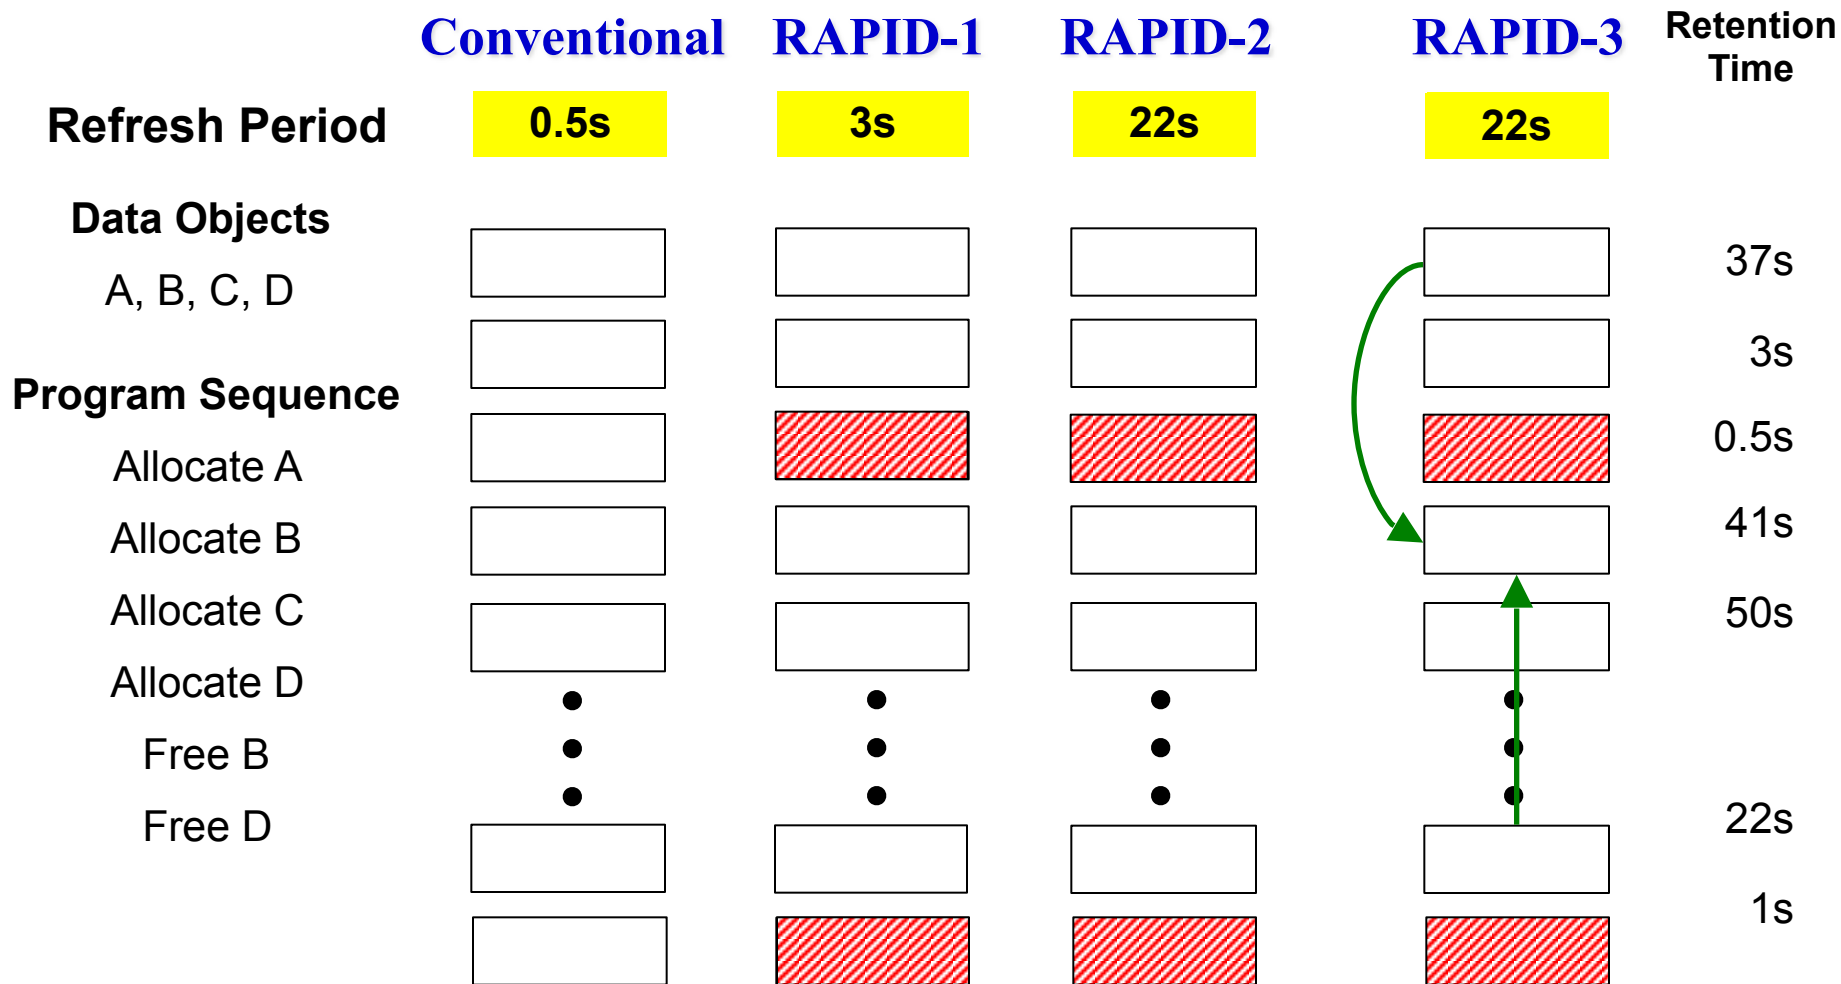 Conventional RAPID-1 RAPID-2 RAPID-3 Retention
Time
Refresh Period 0.5s 3s 22s 22s
Data Objects
A, B, C, D
37s
3s
Program Sequence
0.5s
Allocate A
Allocate B
41s
Allocate C
50s
Allocate D
Free B
Free D
22s
1s